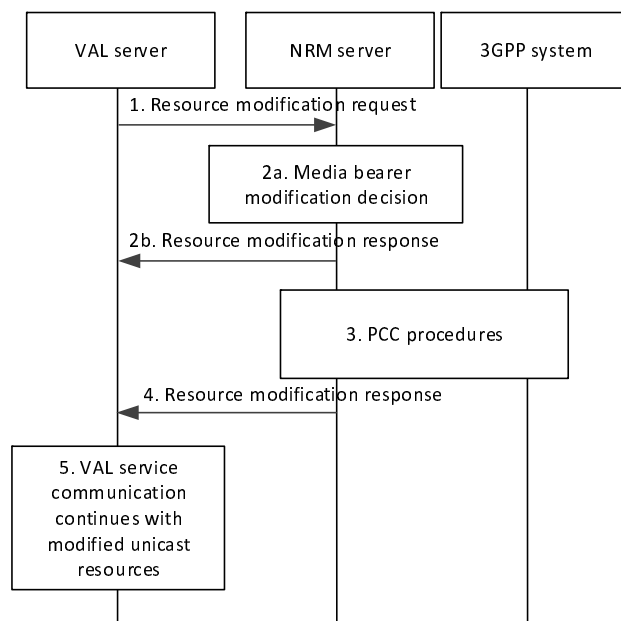 VAL server
NRM server
3GPP system
1. Resource modification request
2a. Media bearer
modification decision
2b. Resource modification response
3. PCC procedures
4. Resource modification response
5. VAL service
communication
continues with
modified unicast
resources